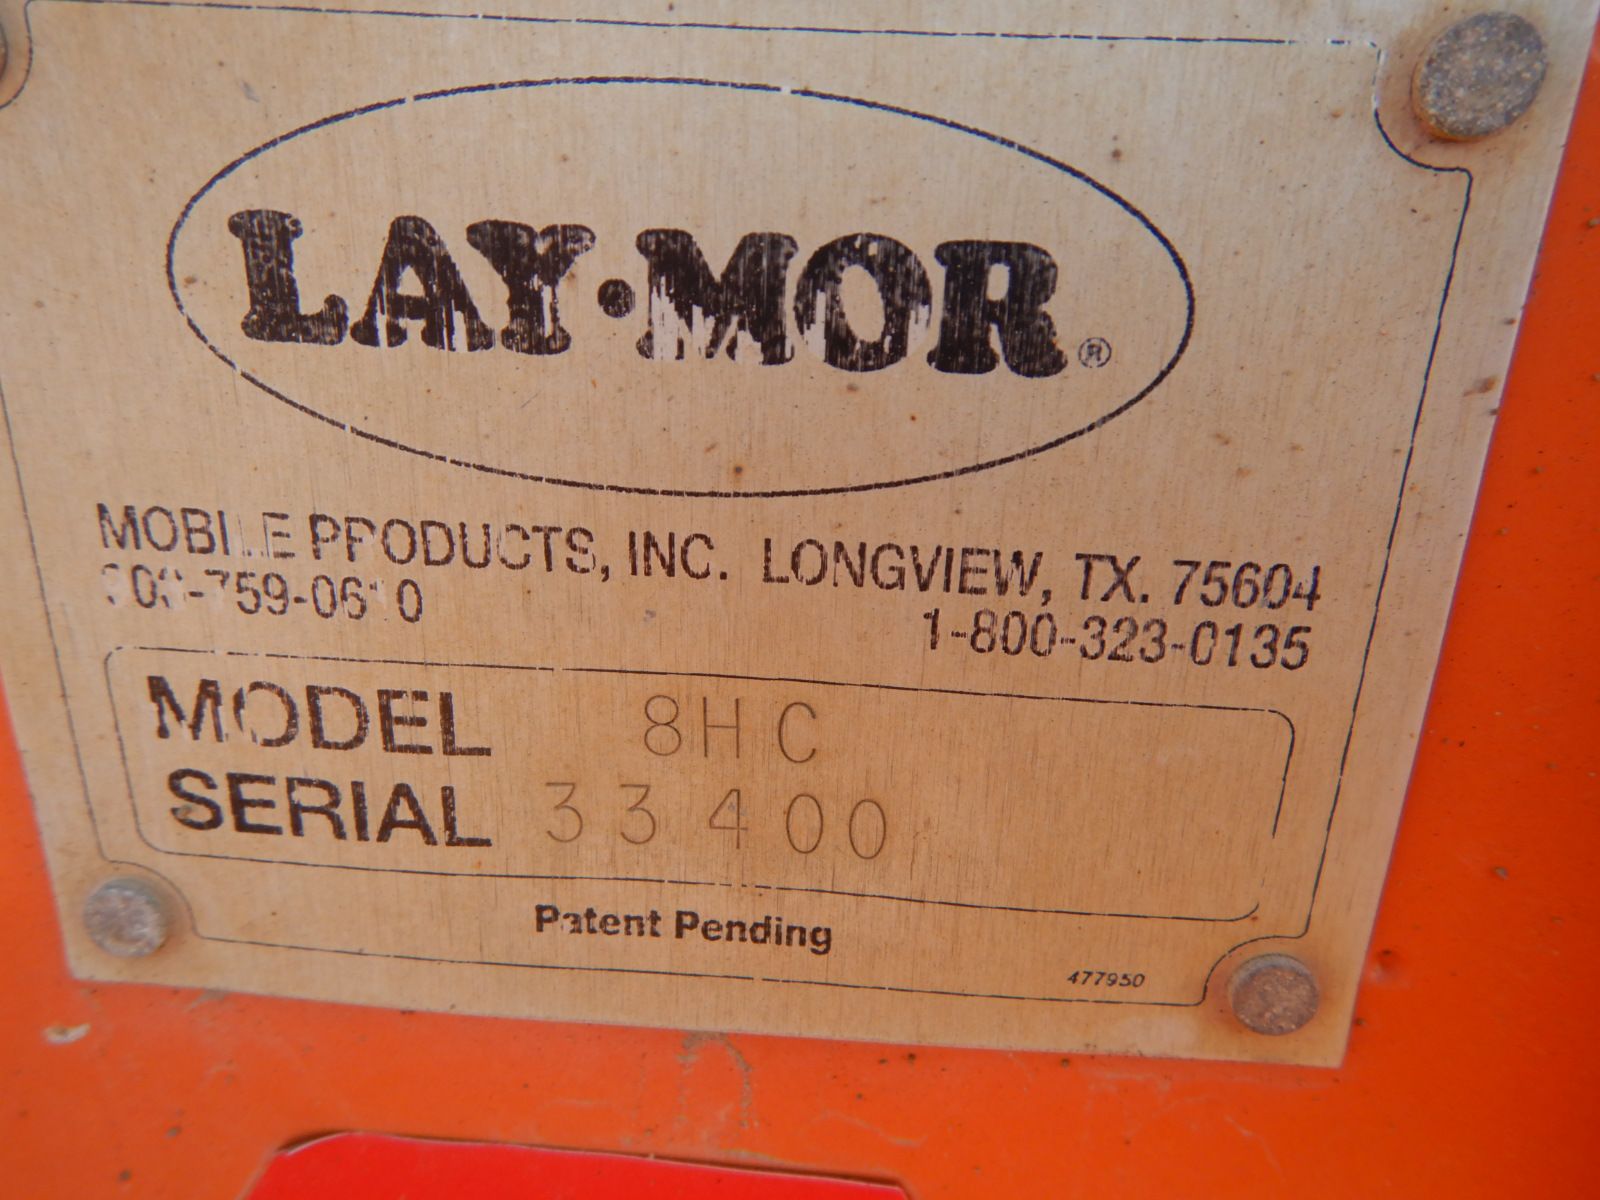 LAY·MOR®
MOBILE PRODUCTS, INC. LONGVIEW, TX. 75604
1-800-323-0135
MODEL 8HC
SERIAL 33400
Patent Pending
477950